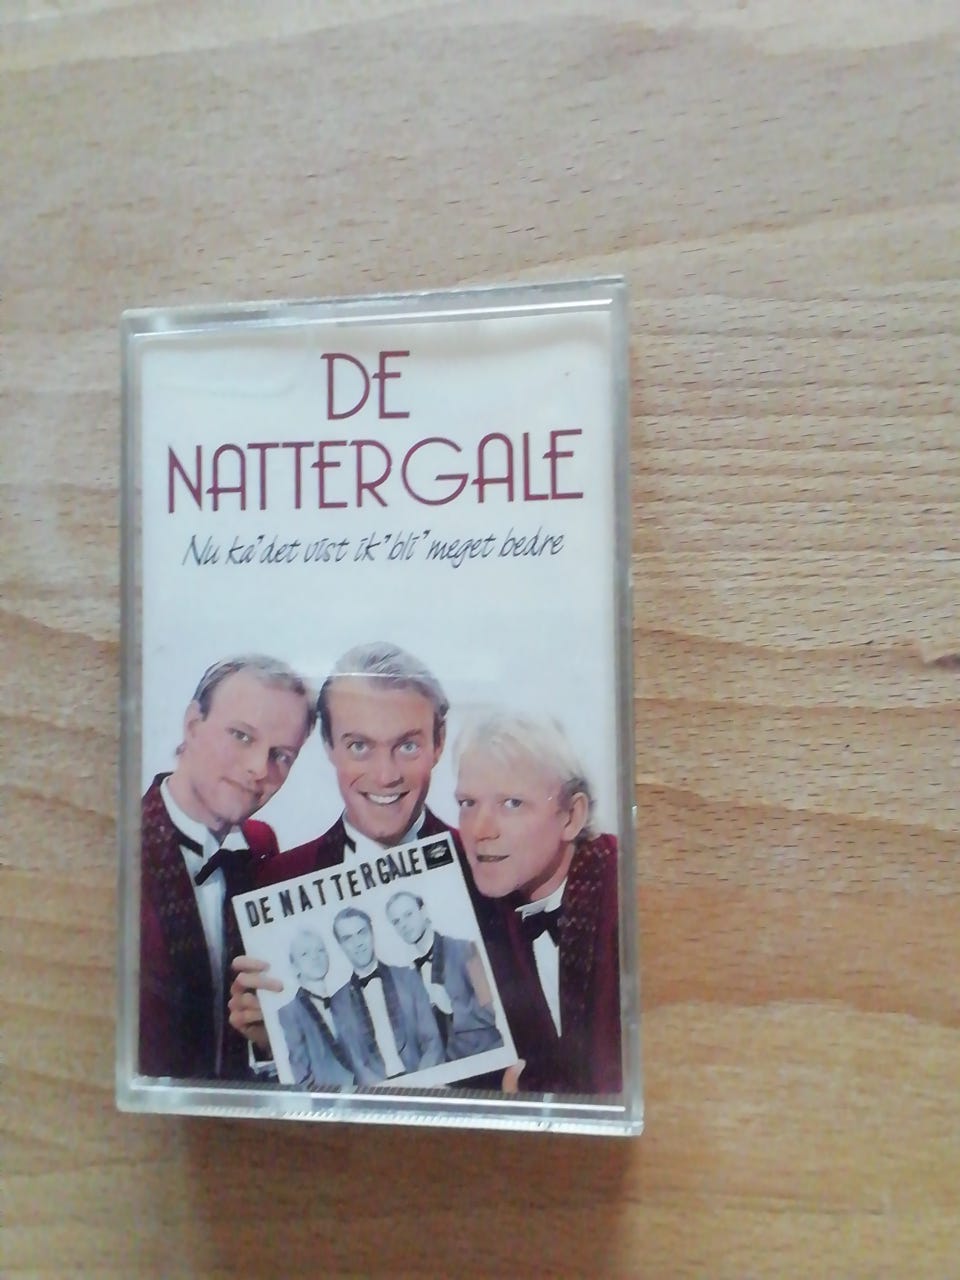 DE
NATTERGALE
Nu ka' det vist ik' bli' meget bedre
DE NATTERGALE